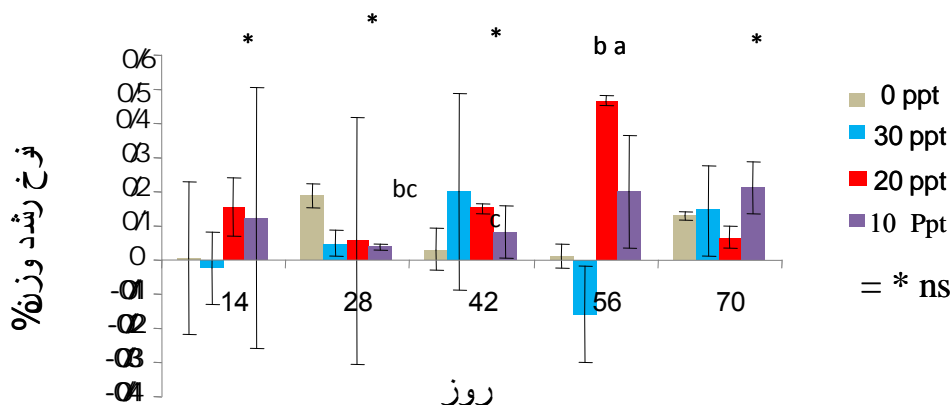 * * * b a *
0/6
0/5
0/4
0/3
0/2
0/1
0
-0/1
-0/2
-0/3
-0/4
bc
c
14 28 42 56 70
روز
نرخ رشد وزن%
0 ppt
30 ppt
20 ppt
10 Ppt
= * ns